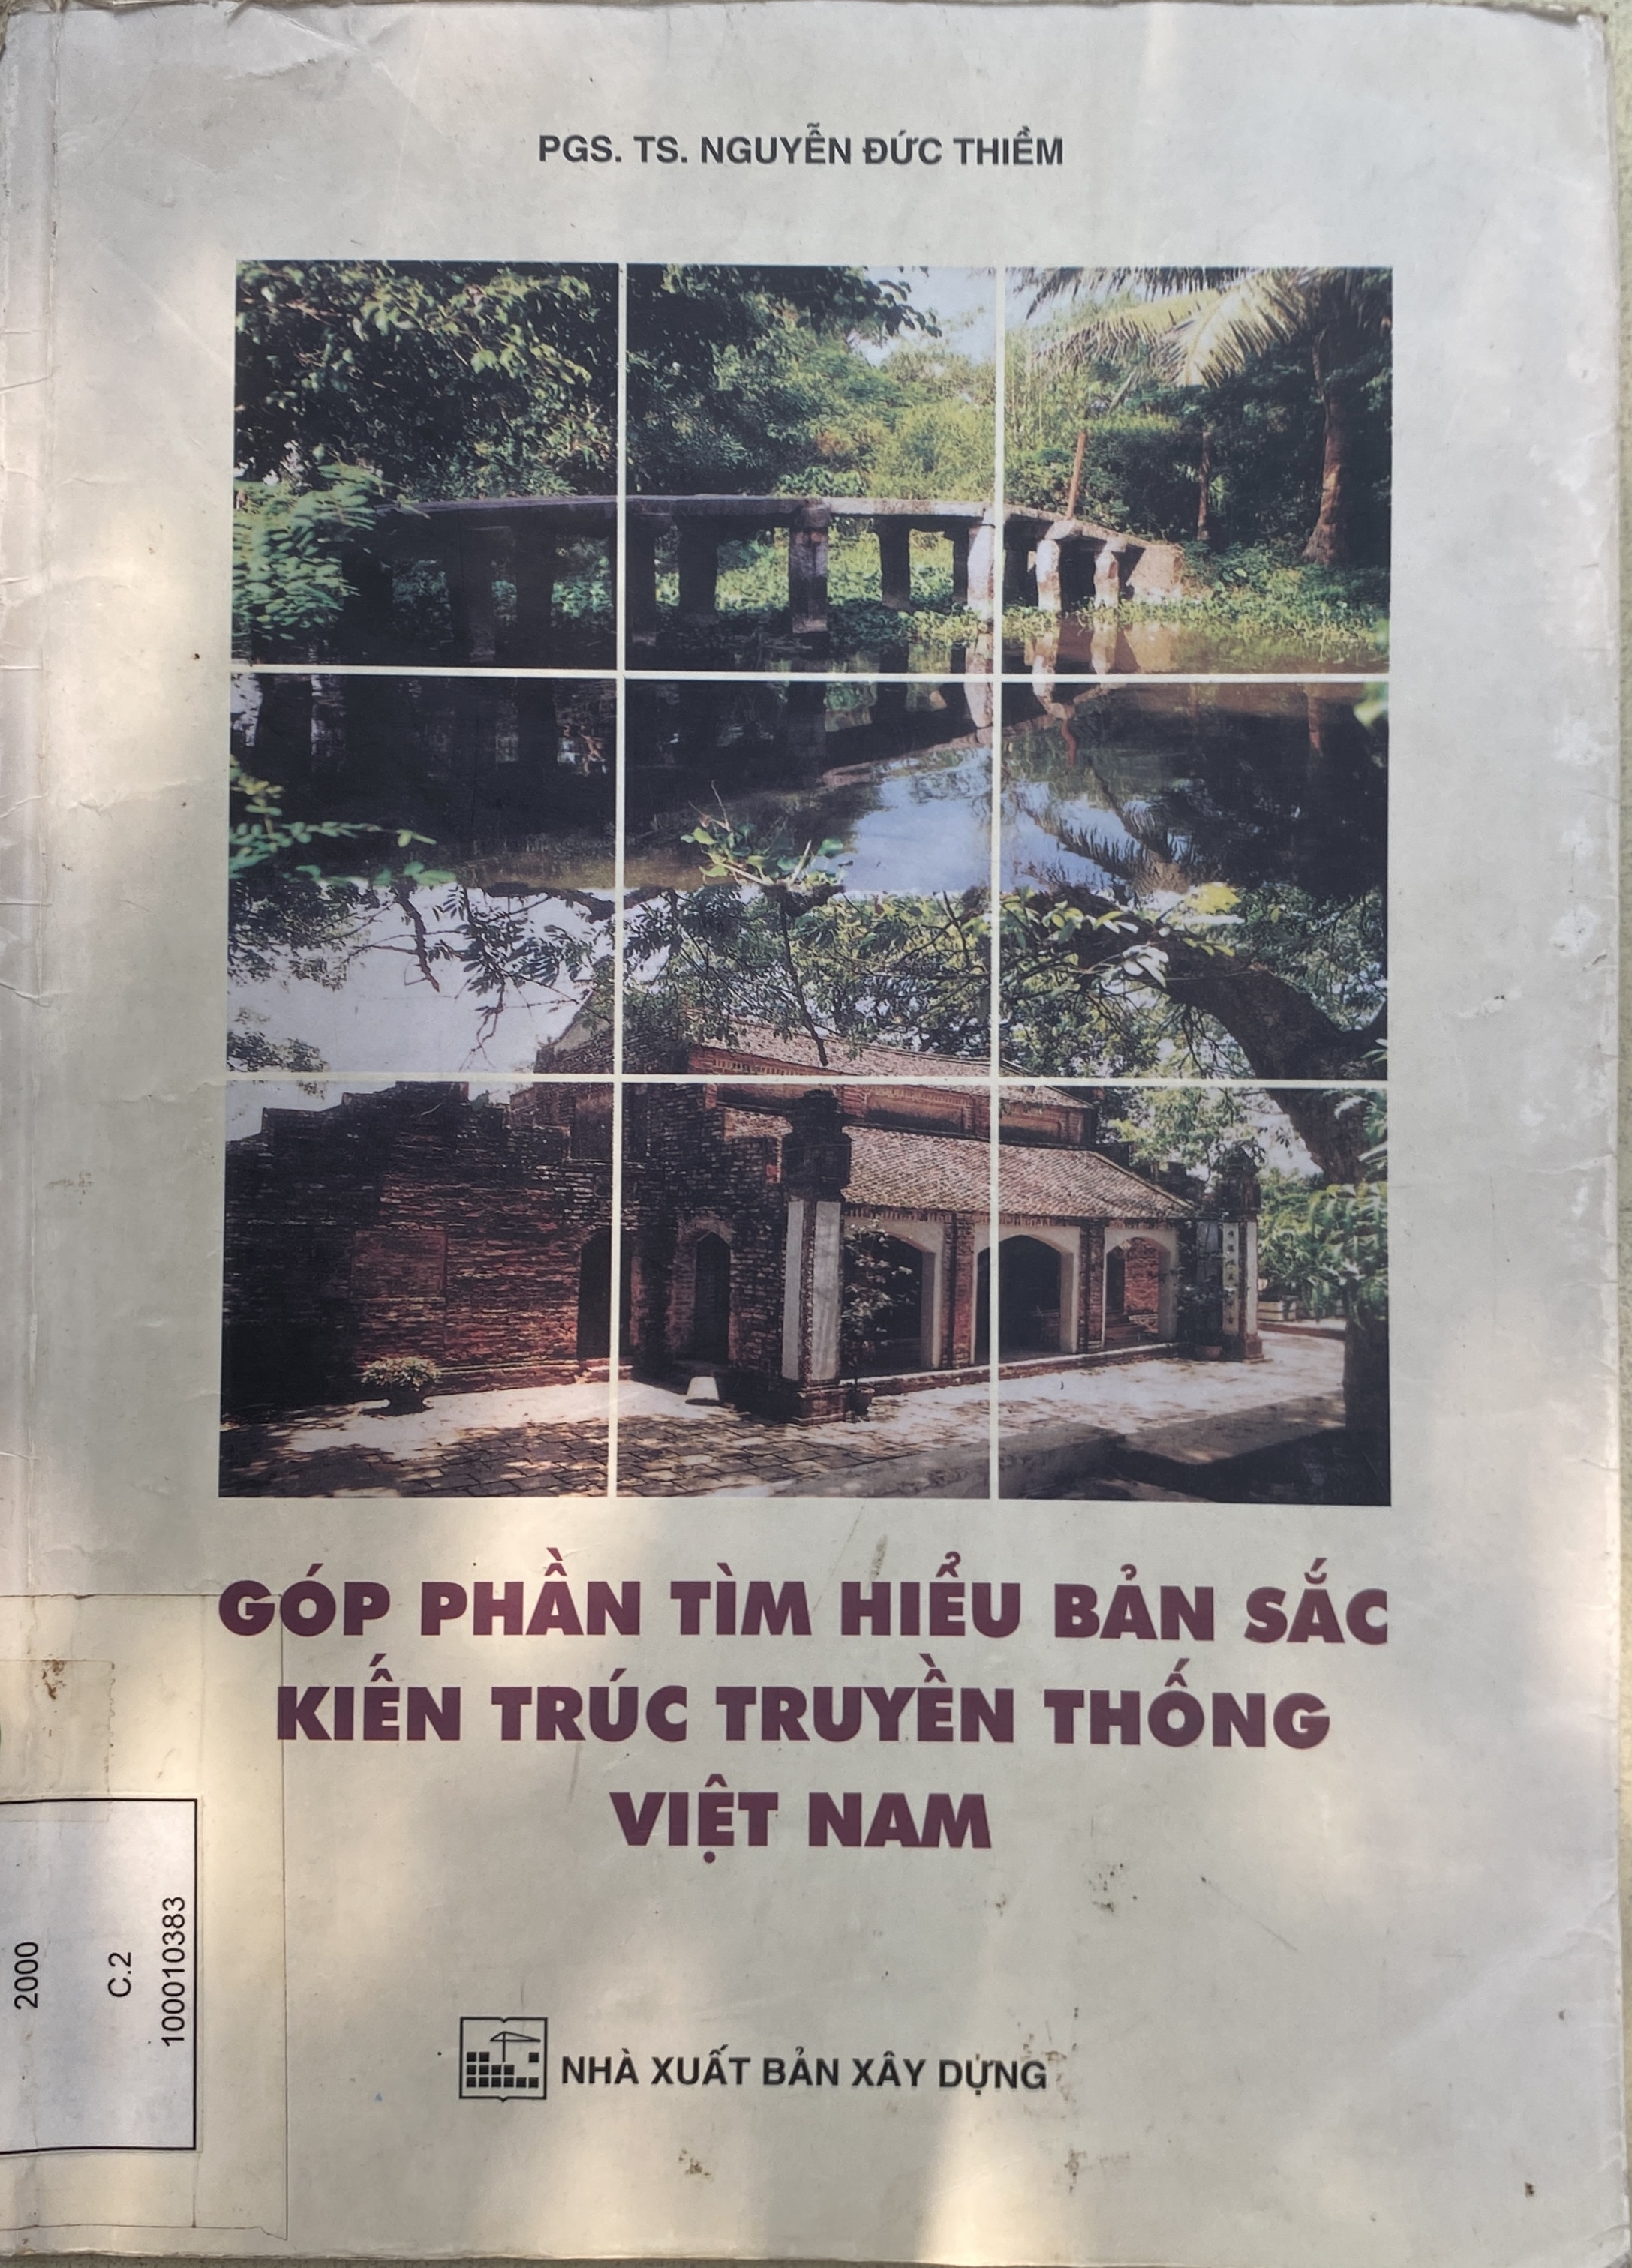 PGS. TS. NGUYỄN ĐỨC THIỀM
GÓP PHẦN TÌM HIỂU BẢN SẮC
KIẾN TRÚC TRUYỀN THỐNG
VIỆT NAM
2000
C.2
100010383
NHÀ XUẤT BẢN XÂY DỰNG